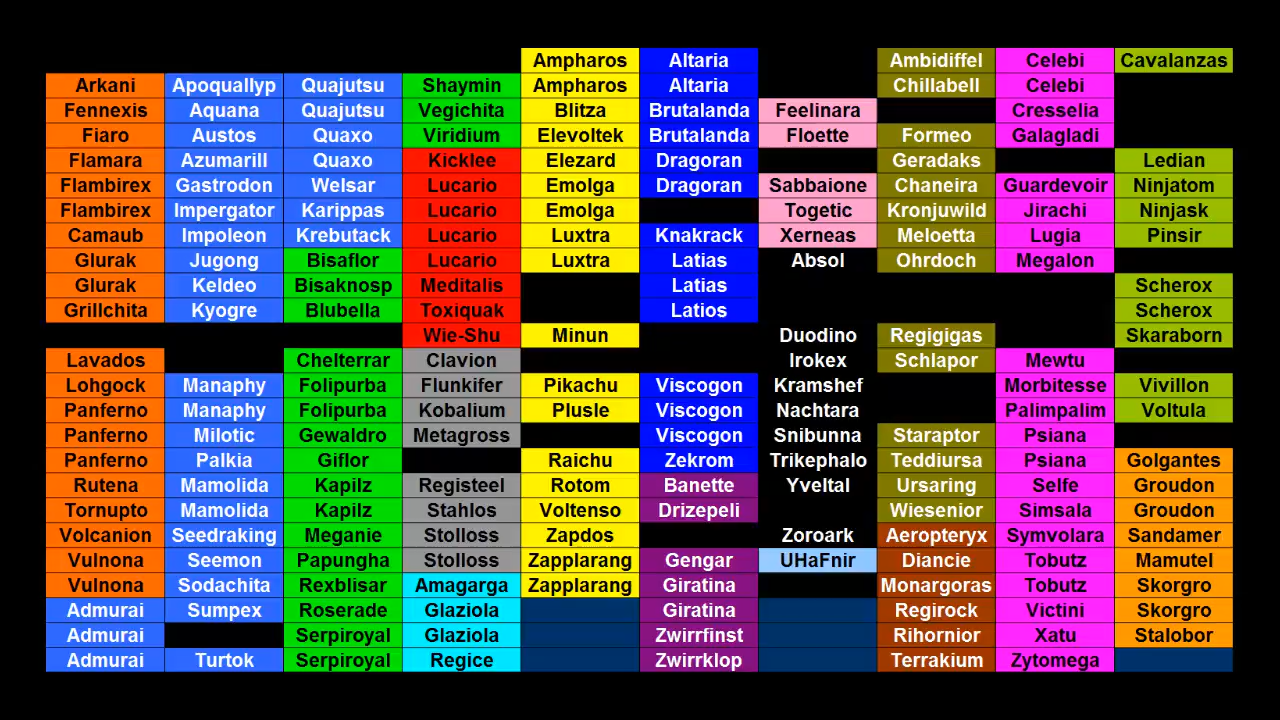 Ampharos Altaria Ambidiffel Celebi Cavalanzas
Arkani Apoquallyp Quajutsu Shaymin Ampharos Altaria Chillabell Celebi
Fennexis Aquana Quajutsu Vegichita Blitza Brutalanda Feelinara Cresselia
Fiaro Austos Quaxo Viridium Elevoltek Brutalanda Floette Formeo Galagladi
Flamara Azumarill Quaxo Kicklee Elezard Dragoran Geradaks Ledian
Flambirex Gastrodon Welsar Lucario Emolga Dragoran Sabbaione Chaneira Guardevoir Ninjatom
Flambirex Impergator Karippas Lucario Emolga Togetic Kronjuwild Jirachi Ninjask
Camaub Impoleon Krebutack Lucario Luxtra Knakrack Xerneas Meloetta Lugia Pinsir
Glurak Jugong Bisaflor Lucario Luxtra Latias Absol Ohrdoch Megalon
Glurak Keldeo Bisaknosp Meditalis Latias Scherox
Grillchita Kyogre Blubella Toxiquak Latios Scherox
Wie-Shu Minun Duodino Regigigas Skaraborn
Lavados Chelterrar Clavion Irokex Schlapor Mewtu
Lohgock Manaphy Folipurba Flunkifer Pikachu Viscogon Kramshef Morbitesse Vivillon
Panferno Manaphy Folipurba Kobalium Plusle Viscogon Nachtara Palimpalim Voltula
Panferno Milotic Gewaldro Metagross Viscogon Snibunna Staraptor Psiana
Panferno Palkia Giflor Raichu Zekrom Trikephalo Teddiursa Psiana Golgantes
Rutena Mamolida Kapilz Registeel Rotom Banette Yveltal Ursaring Selfe Groudon
Tornupto Mamolida Kapilz Stahlos Voltenso Drizepeli Wiesenior Simsala Groudon
Volcanion Seedraking Meganie Stolloss Zapdos Zoroark Aeropteryx Symvolara Sandamer
Vulnona Seemon Papungha Stolloss Zapplarang Gengar UHaFnir Diancie Tobutz Mamutel
Vulnona Sodachita Rexblisar Amagarga Zapplarang Giratina Monargoras Tobutz Skorgro
Admurai Sumpex Roserade Glaziola Giratina Regirock Victini Skorgro
Admurai Serpiroyal Glaziola Zwirrfinst Rihornior Xatu Stalobor
Admurai Turtok Serpiroyal Regice Zwirrklop Terrakium Zytomega